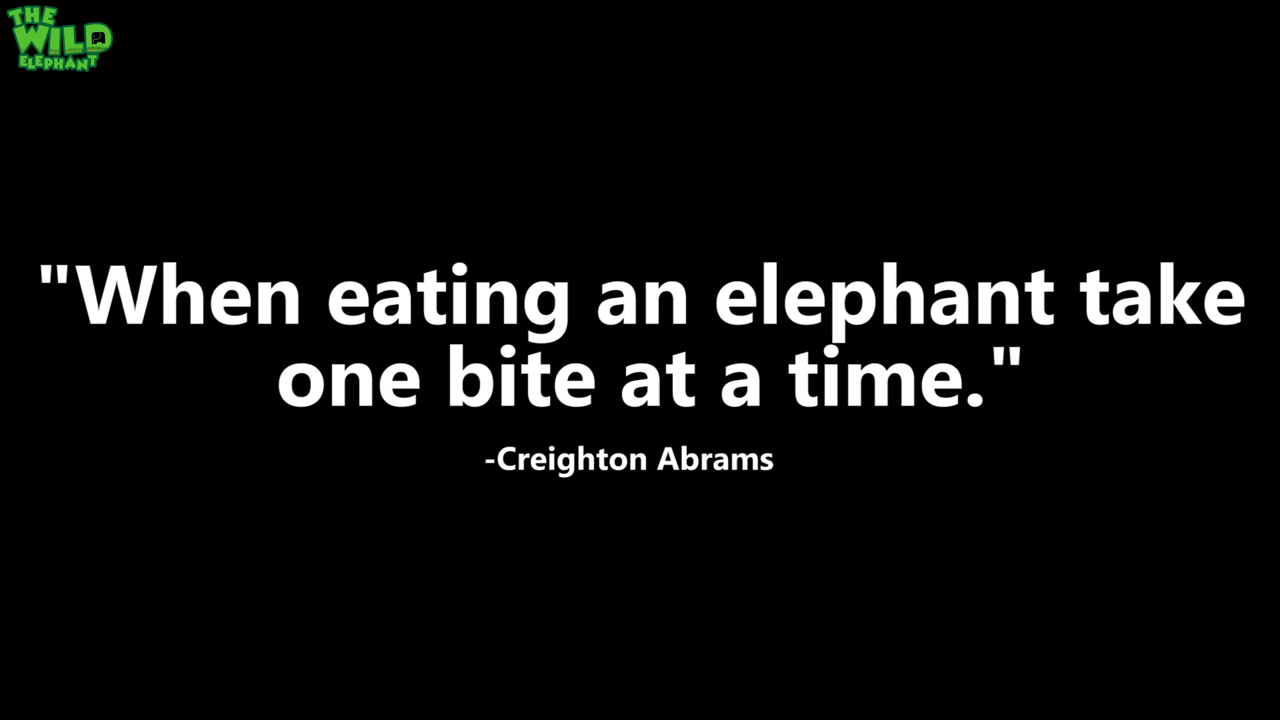 THE
WILD
ELEPHANT
"When eating an elephant take
one bite at a time."
-Creighton Abrams